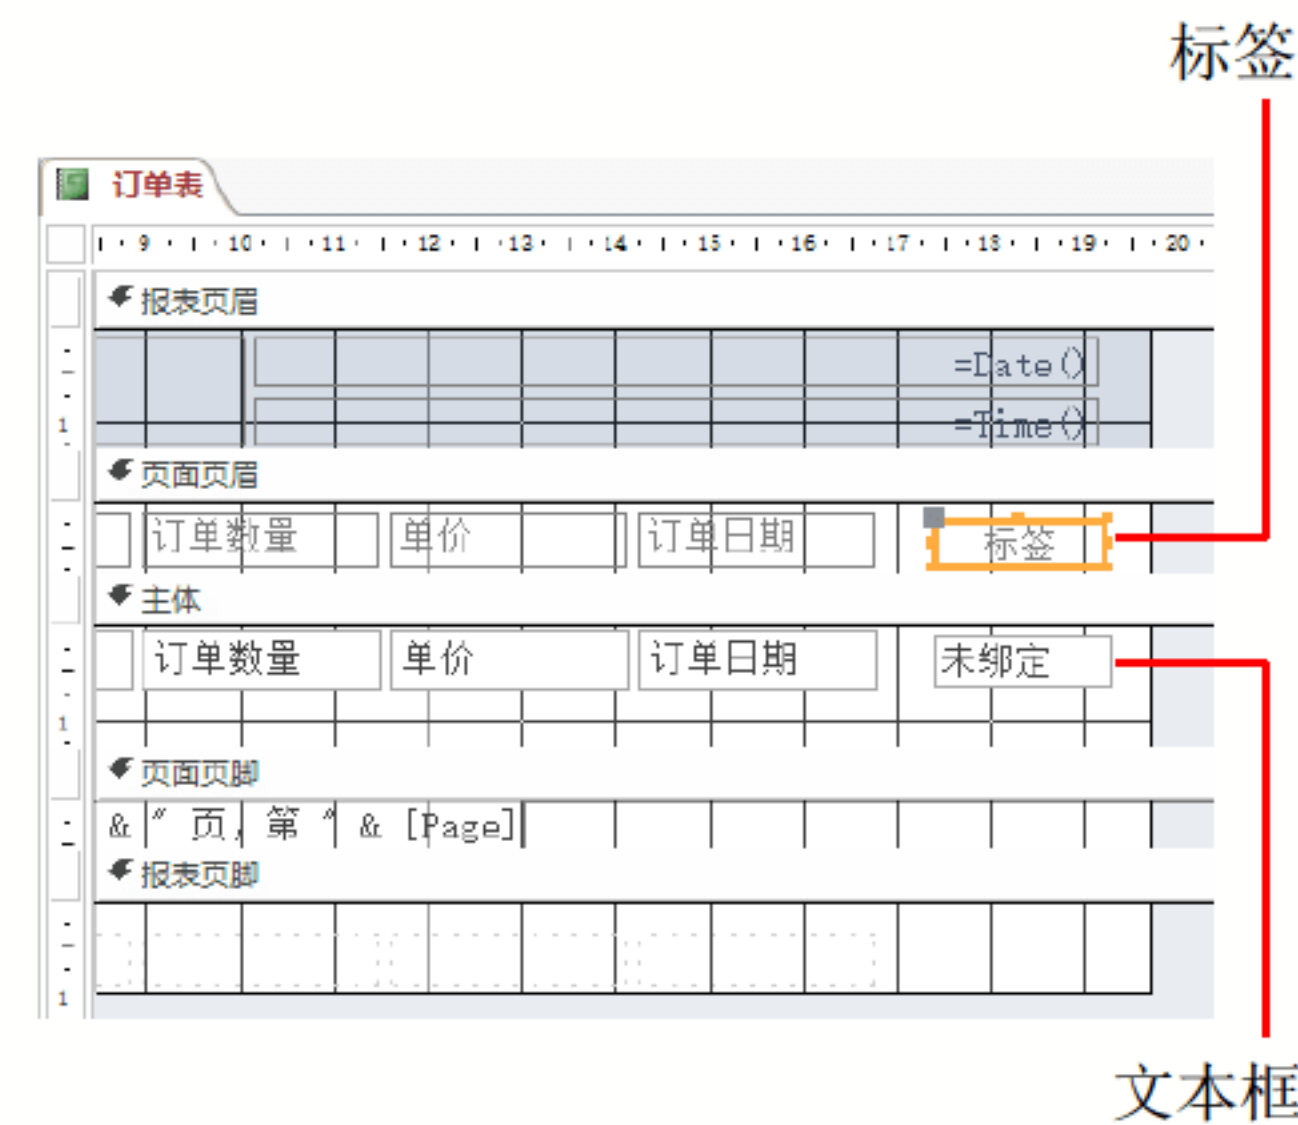 标签
订单表
9 10 11 12 13 14 15 16 17 18 19 20
报表页眉
=Date()
1 =Time()
页面页眉
订单数量 单价 订单日期 标签
主体
订单数量 单价 订单日期 未绑定
1
页面页脚
& " 页, 第 " & [Page]
报表页脚
1
文本框